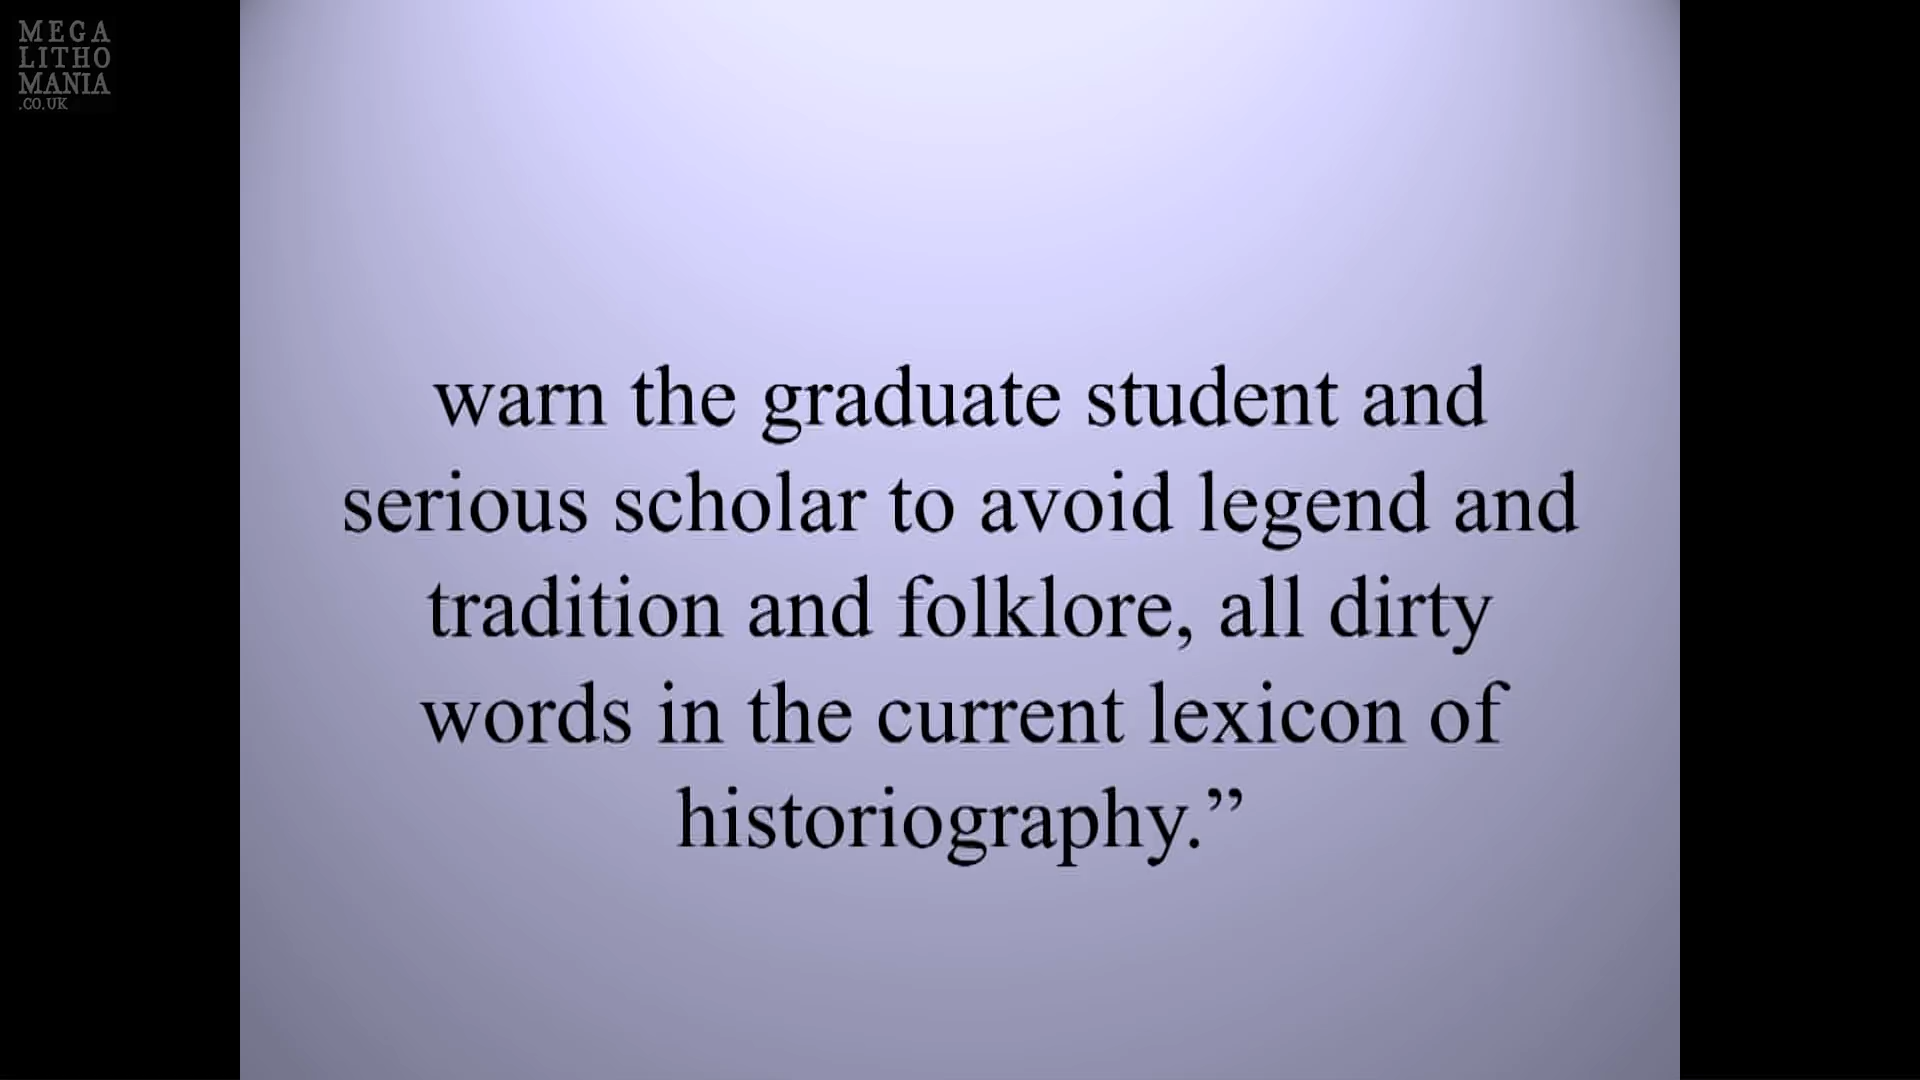 MEGA
LITHO
MANIA
.CO.UK
warn the graduate student and
serious scholar to avoid legend and
tradition and folklore, all dirty
words in the current lexicon of
historiography.”